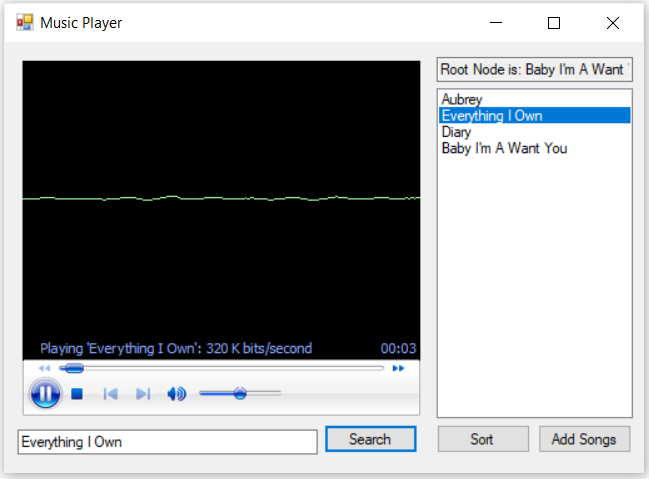 Music Player
Root Node is: Baby I'm A Want
Aubrey
Everything I Own
Diary
Baby I'm A Want You
Playing 'Everything I Own': 320 K bits/second 00:03
Everything I Own
Search
Sort
Add Songs